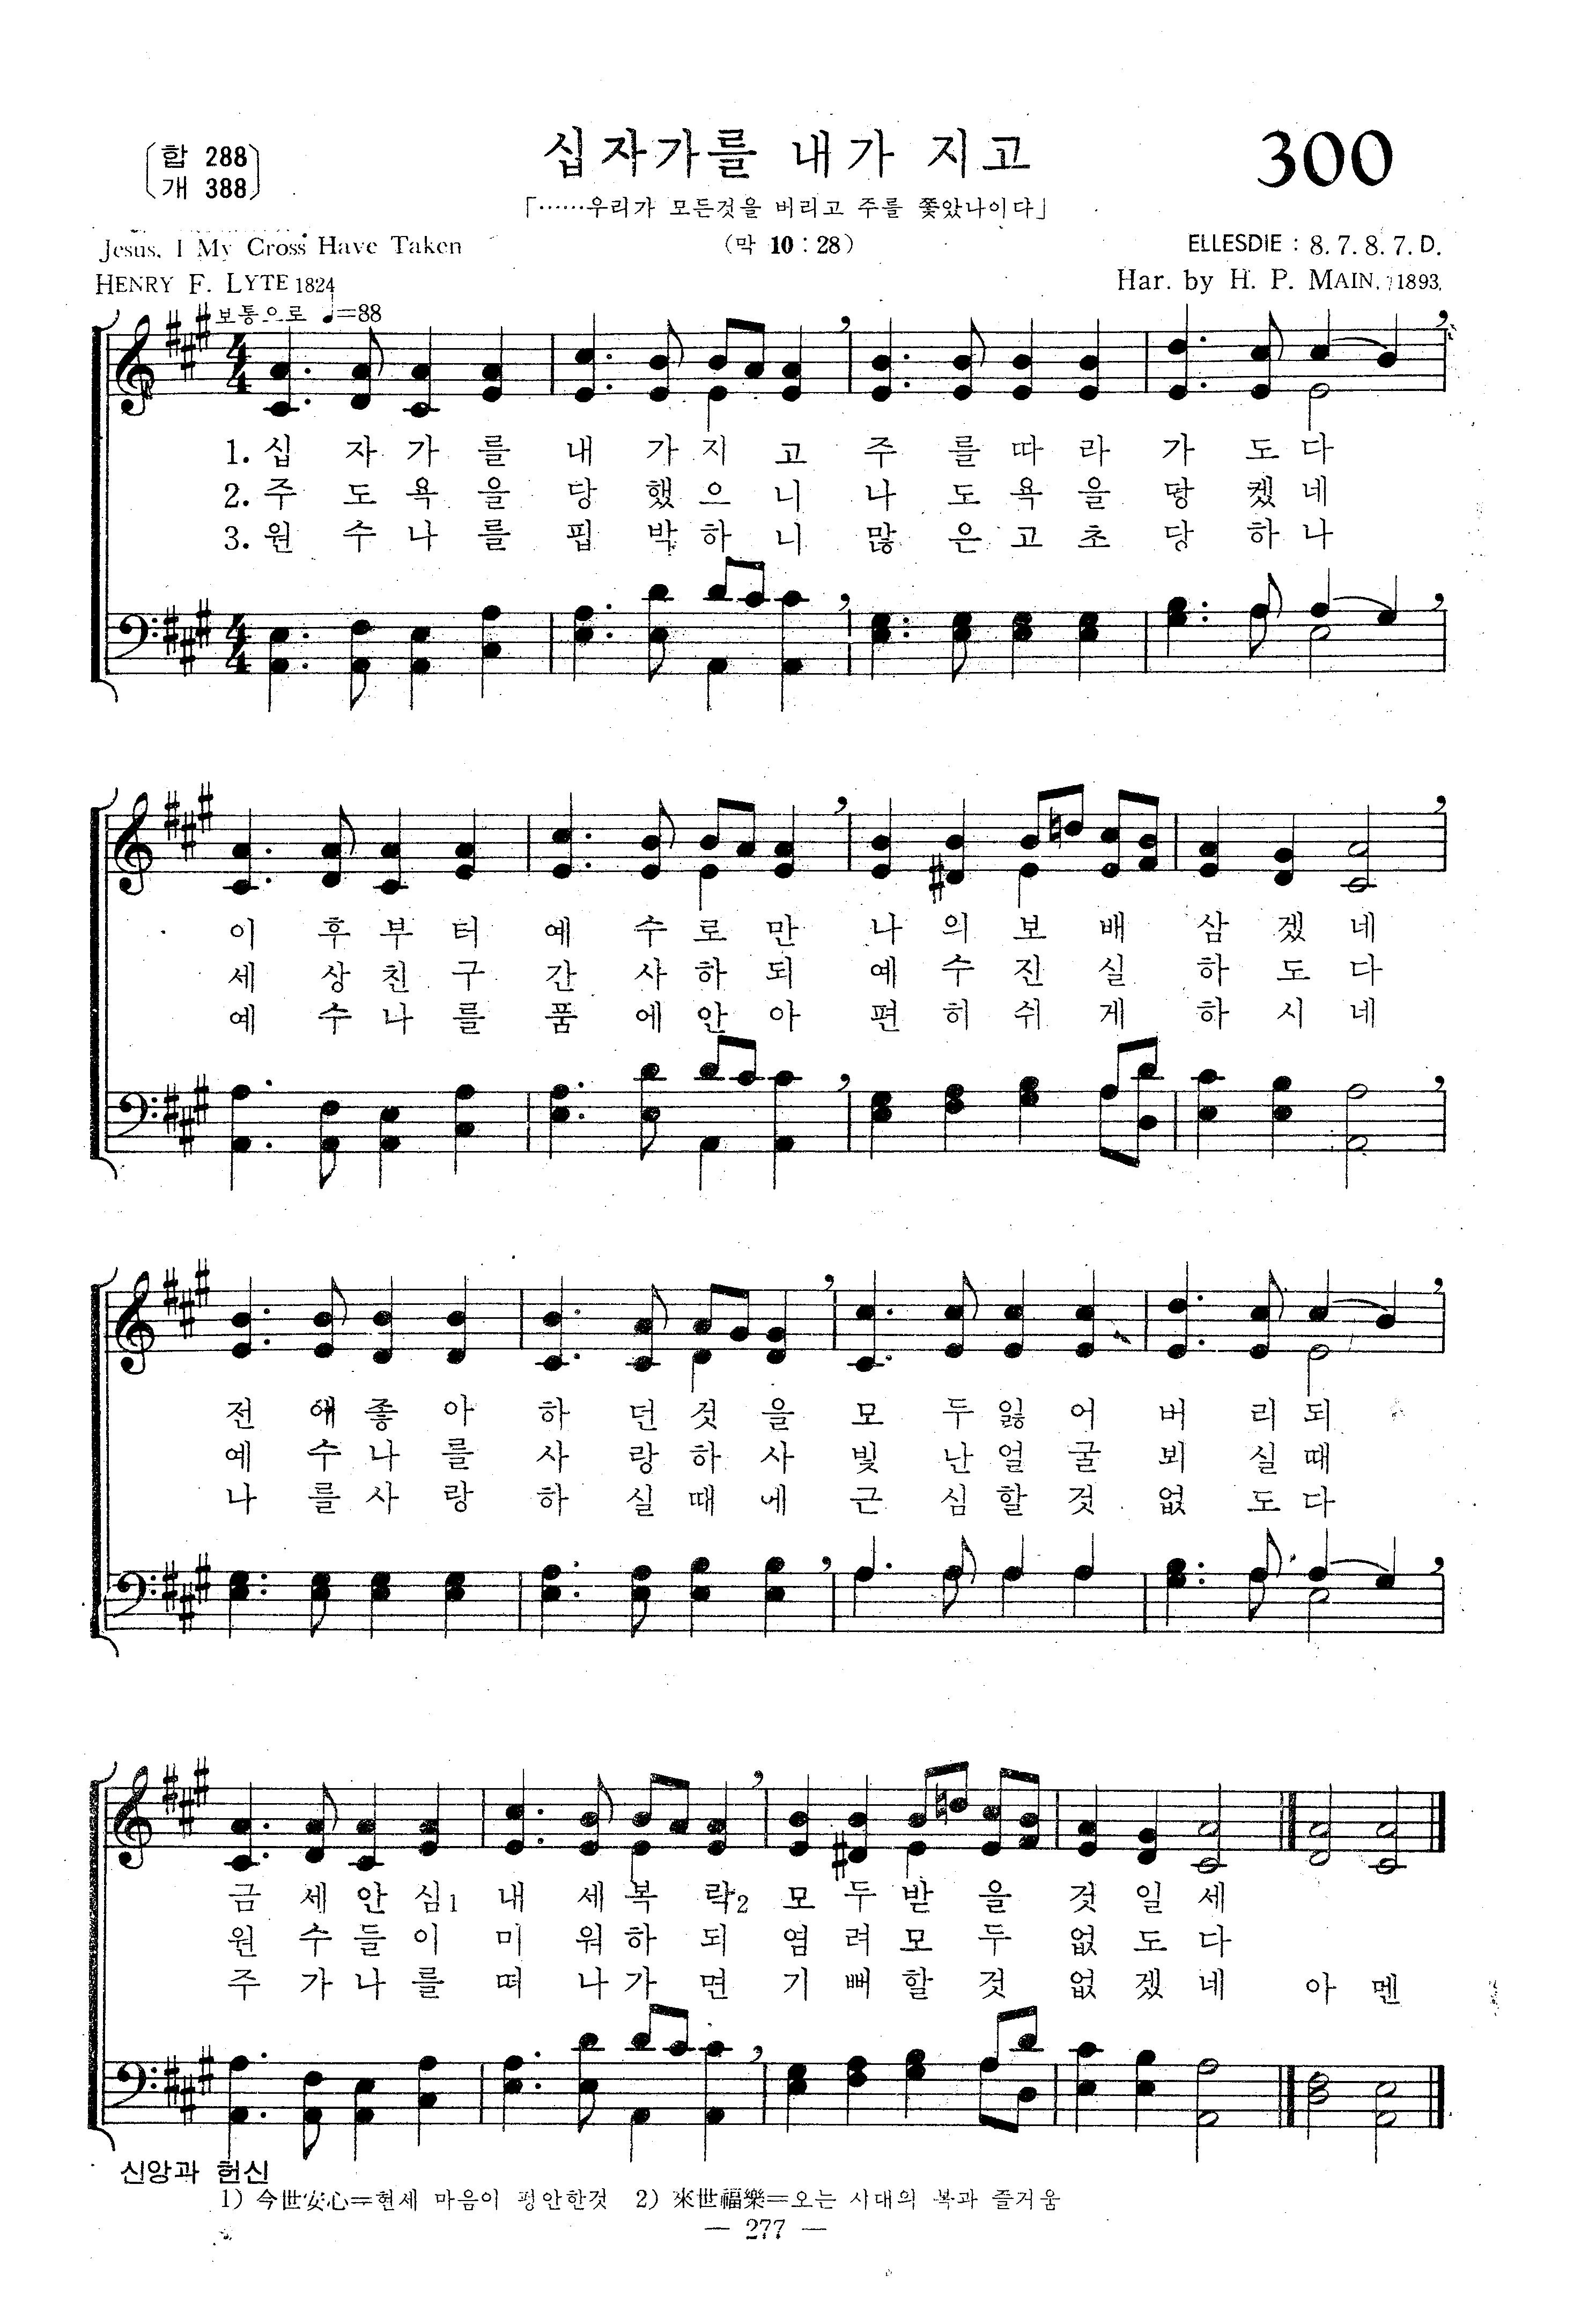 합 288
개 388
십자가를 내가 지고
300
「……우리가 모든것을 버리고 주를 쫓았나이다」
Jesus, I My Cross Have Taken
(막 10 : 28)
ELLESDIE : 8. 7. 8. 7. D.
HENRY F. LYTE 1824
Har. by H. P. MAIN, 1893
보통으로 ♩=88
1. 십 자 가 를 내 가 지 고 주 를 따 라 가 도 다
2. 주 도 욕 을 당 했 으 니 나 도 욕 을 당 켔 네
3. 원 수 나 를 핍 박 하 니 많 은 고 초 당 하 나
이 후 부 터 예 수 로 만 나 의 보 배 삼 겠 네
세 상 친 구 간 사 하 되 예 수 진 실 하 도 다
예 수 나 를 품 에 안 아 편 히 쉬 게 하 시 네
전 에 좋 아 하 던 것 을 모 두 잃 어 버 리 되
예 수 나 를 사 랑 하 사 빛 난 얼 굴 뵈 실 때
나 를 사 랑 하 실 때 에 근 심 할 것 없 도 다
금 세 안 심1 내 세 복 락2 모 두 받 을 것 일 세
원 수 들 이 미 워 하 되 염 려 모 두 없 도 다
주 가 나 를 떠 나 가 면 기 뻐 할 것 없 겠 네 아 멘
신앙과 헌신
1) 今世安心=현세 마음이 평안한것 2) 來世福樂=오는 시대의 복과 즐거움
— 277 —